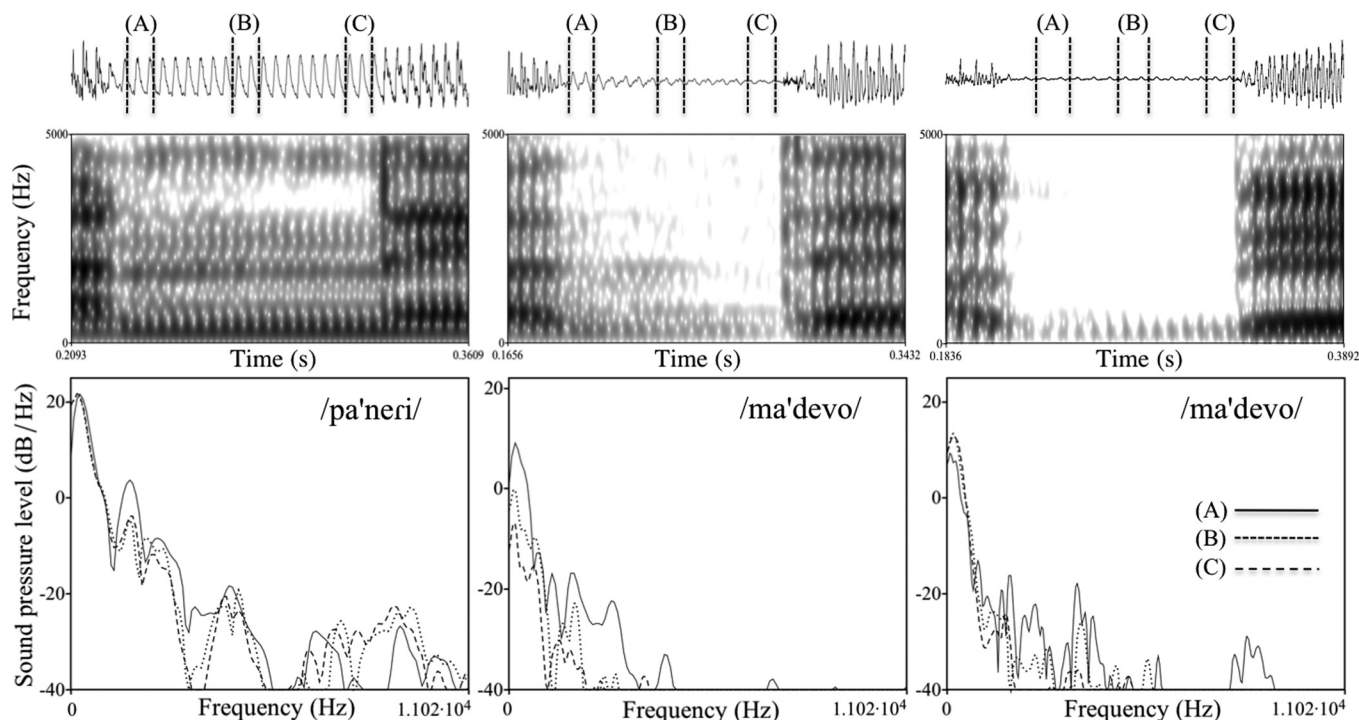 (A) (B) (C) (A) (B) (C) (A) (B) (C)
5000 5000 5000
Frequency (Hz)
0 0 0
0.2093 Time (s) 0.3609 0.1656 Time (s) 0.3432 0.1836 Time (s) 0.3892
/pa'neɾi/ /ma'devo/ /ma'devo/
Sound pressure level (dB / Hz)
20 20 20
0 0 0
(A)
(B)
(C)
-20 -20 -20
-40 -40 -40
0 Frequency (Hz) 1.102·10⁴ 0 Frequency (Hz) 1.102·10⁴ 0 Frequency (Hz) 1.102·10⁴